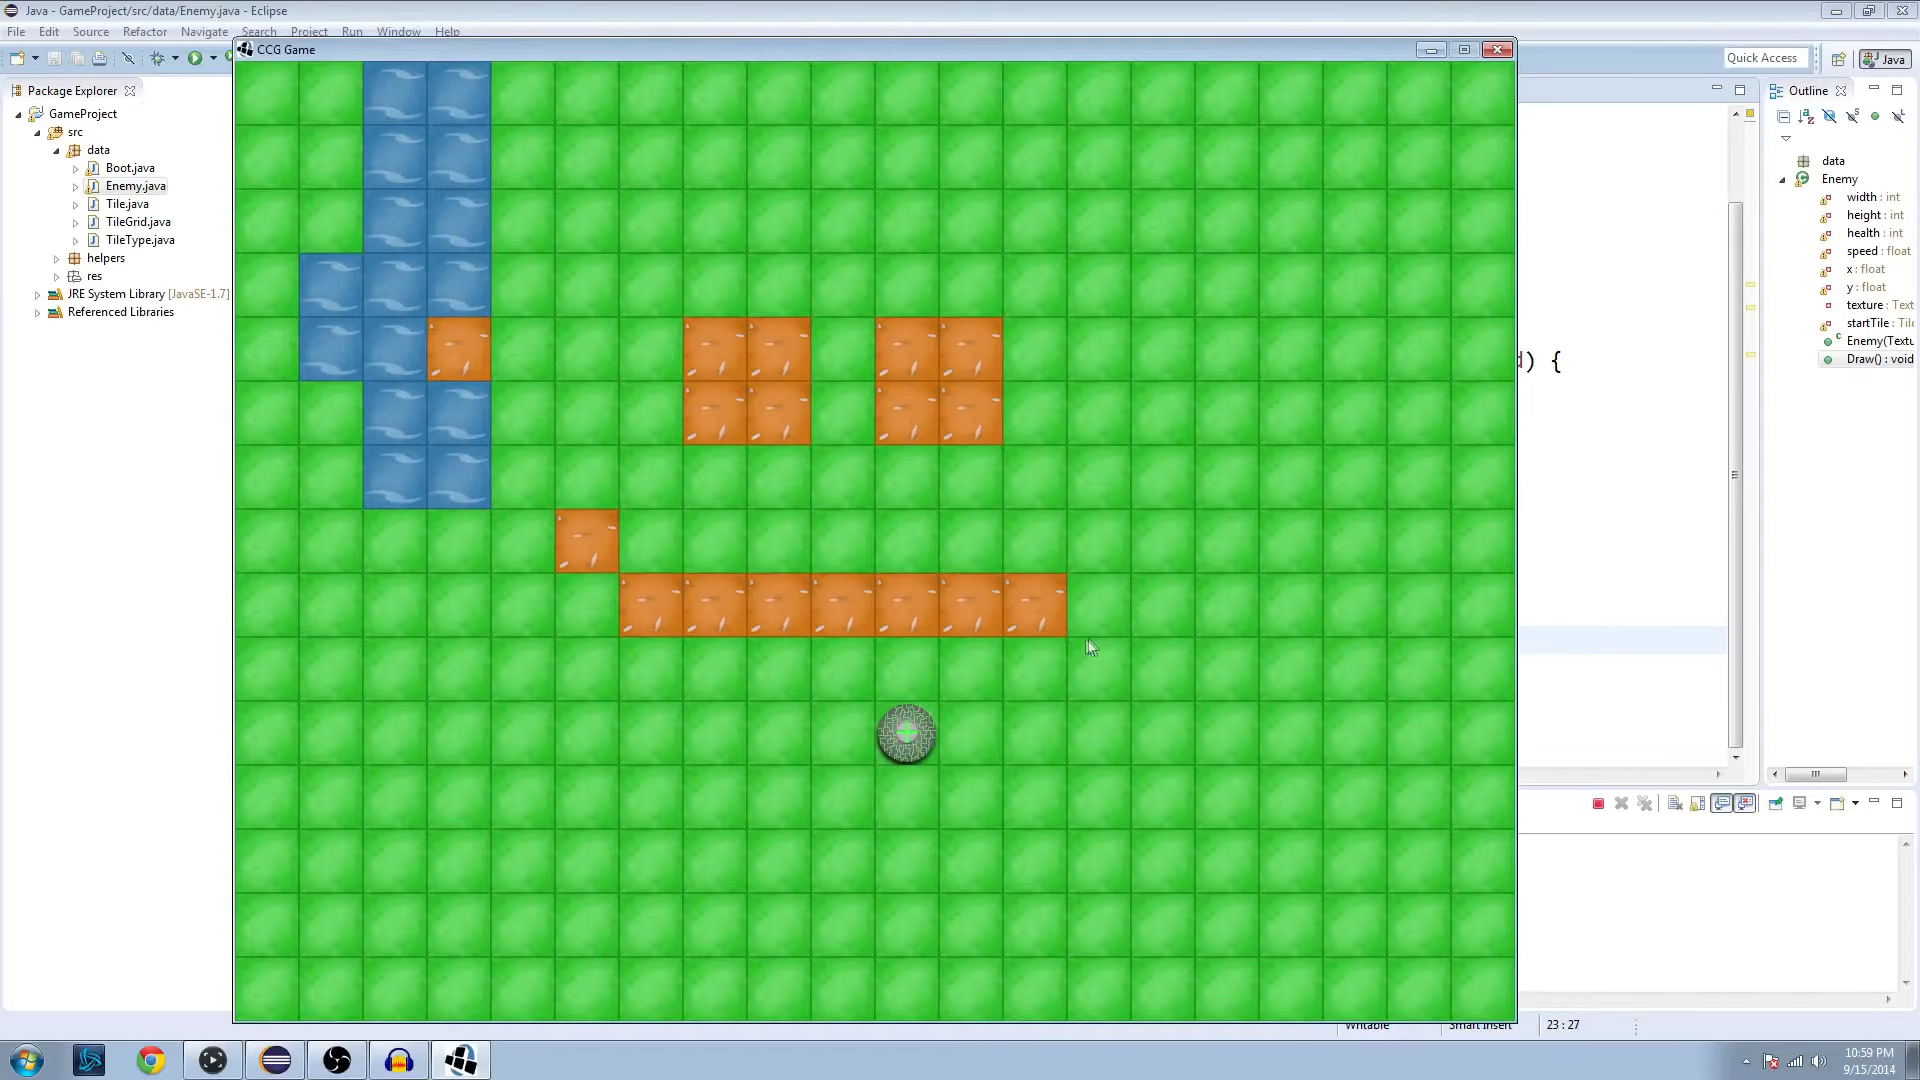 Java - GameProject/src/data/Enemy.java - Eclipse
File Edit Source Refactor Navigate Search Project Run Window Help
CCG Game
Quick Access
Java
Package Explorer
GameProject
src
data
Boot.java
Enemy.java
Tile.java
TileGrid.java
TileType.java
helpers
res
JRE System Library [JavaSE-1.7]
Referenced Libraries
Outline
data
Enemy
width : int
height : int
health : int
speed : float
x : float
y : float
texture : Text
startTile : Tile
Enemy(Textu
Draw() : void
d) {
Writable
Smart Insert
23 : 27
10:59 PM
9/15/2014